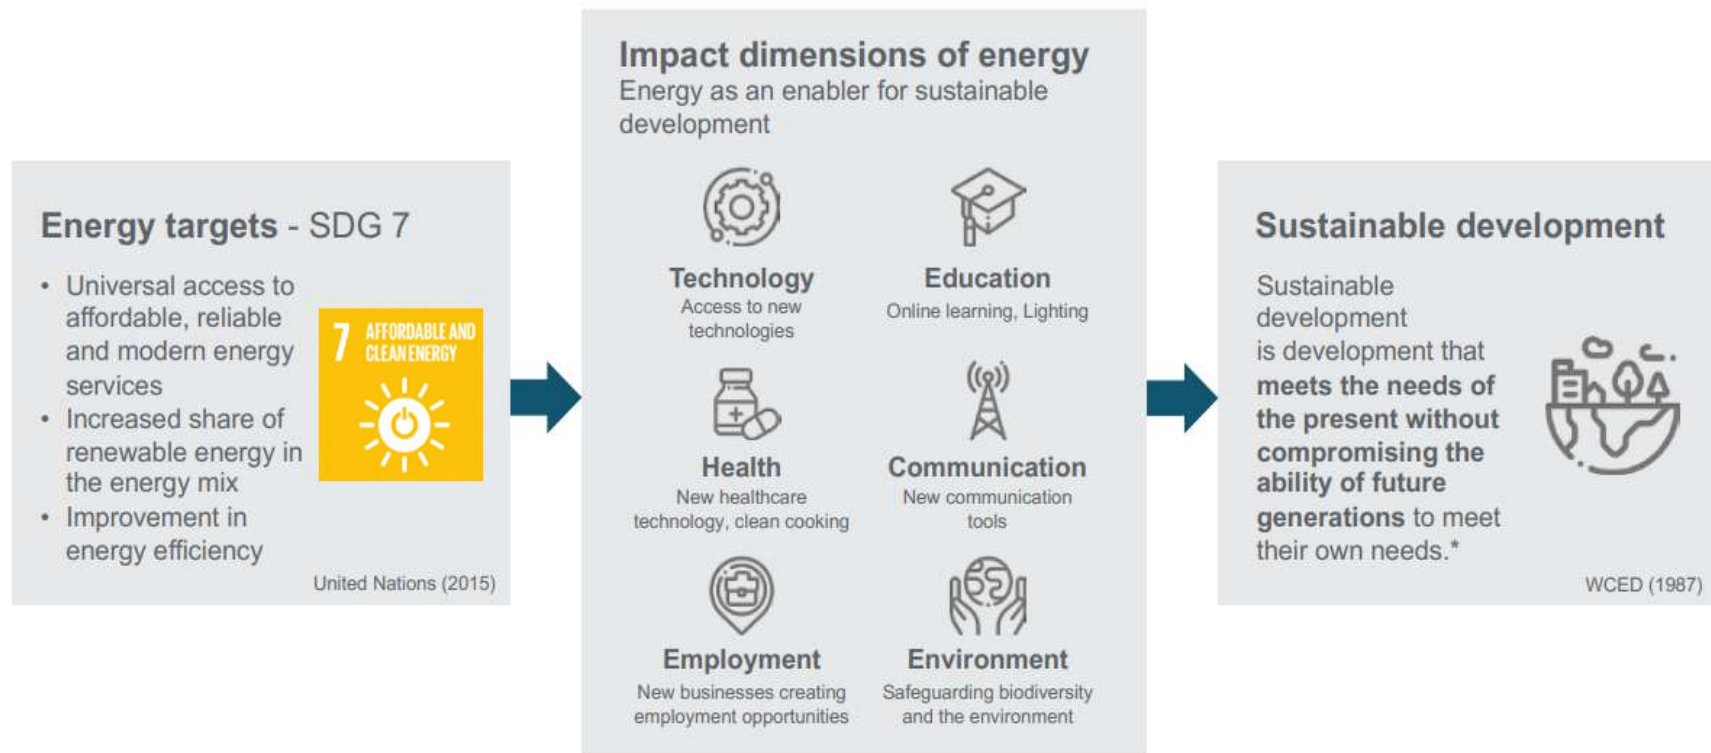 Energy targets - SDG 7
• Universal access to
affordable, reliable
and modern energy
services
• Increased share of
renewable energy in
the energy mix
• Improvement in
energy efficiency
7 AFFORDABLE AND
CLEAN ENERGY
United Nations (2015)
Impact dimensions of energy
Energy as an enabler for sustainable
development
Technology
Access to new
technologies
Education
Online learning, Lighting
Health
New healthcare
technology, clean cooking
Communication
New communication
tools
Employment
New businesses creating
employment opportunities
Environment
Safeguarding biodiversity
and the environment
Sustainable development
Sustainable
development
is development that
meets the needs of
the present without
compromising the
ability of future
generations to meet
their own needs.*
WCED (1987)